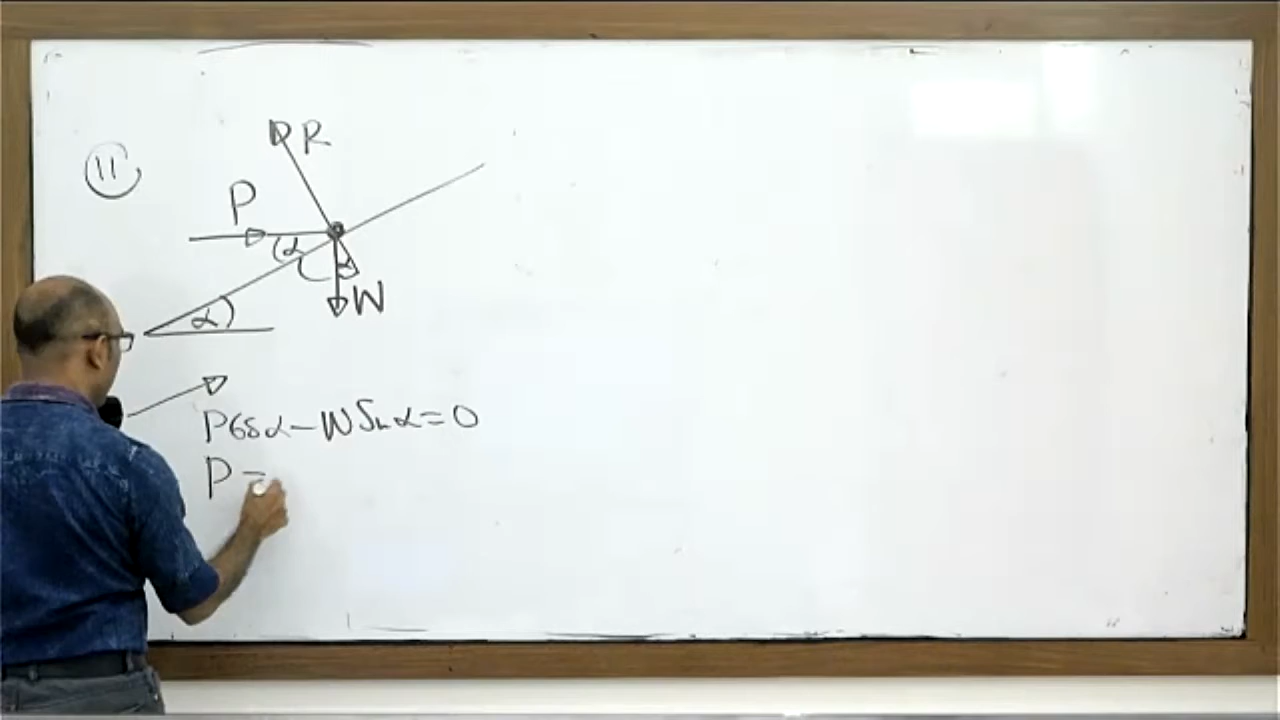 11
R
P
α
α
W
α
P Cos α – W Sin α = 0
P =